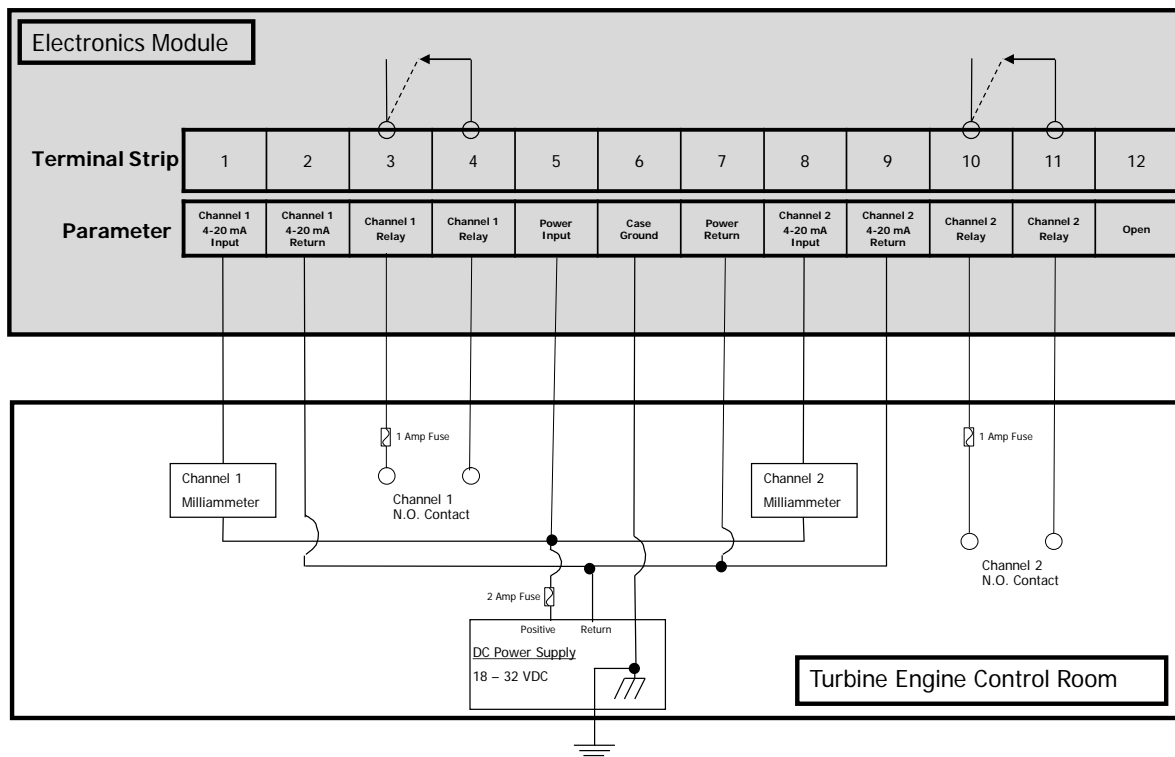 Electronics Module
Terminal Strip 1 2 3 4 5 6 7 8 9 10 11 12
Parameter
Channel 1
4-20 mA
Input
Channel 1
4-20 mA
Return
Channel 1
Relay
Channel 1
Relay
Power
Input
Case
Ground
Power
Return
Channel 2
4-20 mA
Input
Channel 2
4-20 mA
Return
Channel 2
Relay
Channel 2
Relay
Open
1 Amp Fuse
1 Amp Fuse
Channel 1
Milliammeter
Channel 1
N.O. Contact
Channel 2
Milliammeter
Channel 2
N.O. Contact
2 Amp Fuse
Positive Return
DC Power Supply
18 – 32 VDC
Turbine Engine Control Room